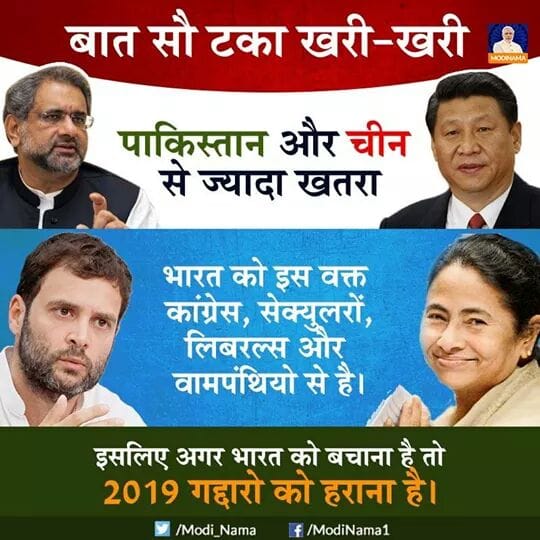 बात सौ टका खरी-खरी
MODINAMA
पाकिस्तान और चीन
से ज्यादा खतरा
भारत को इस वक्त
कांग्रेस, सेक्युलरों,
लिबरल्स और
वामपंथियो से है।
इसलिए अगर भारत को बचाना है तो
2019 गद्दारो को हराना है।
/Modi_Nama
/ModiNama1